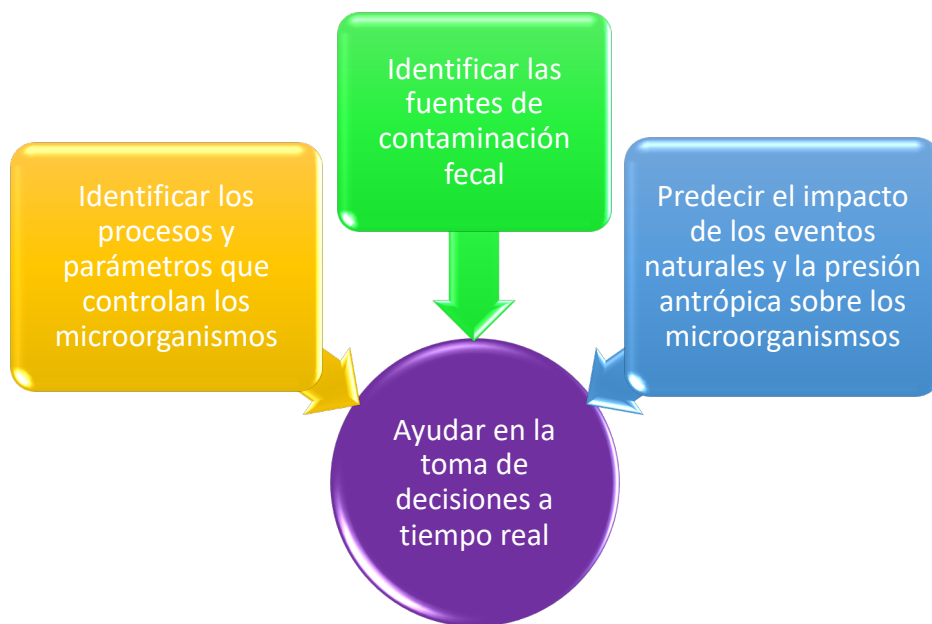 Identificar los
procesos y
parámetros que
controlan los
microorganismos
Identificar las
fuentes de
contaminación
fecal
Predecir el impacto
de los eventos
naturales y la presión
antrópica sobre los
microorganismsos
Ayudar en la
toma de
decisiones a
tiempo real